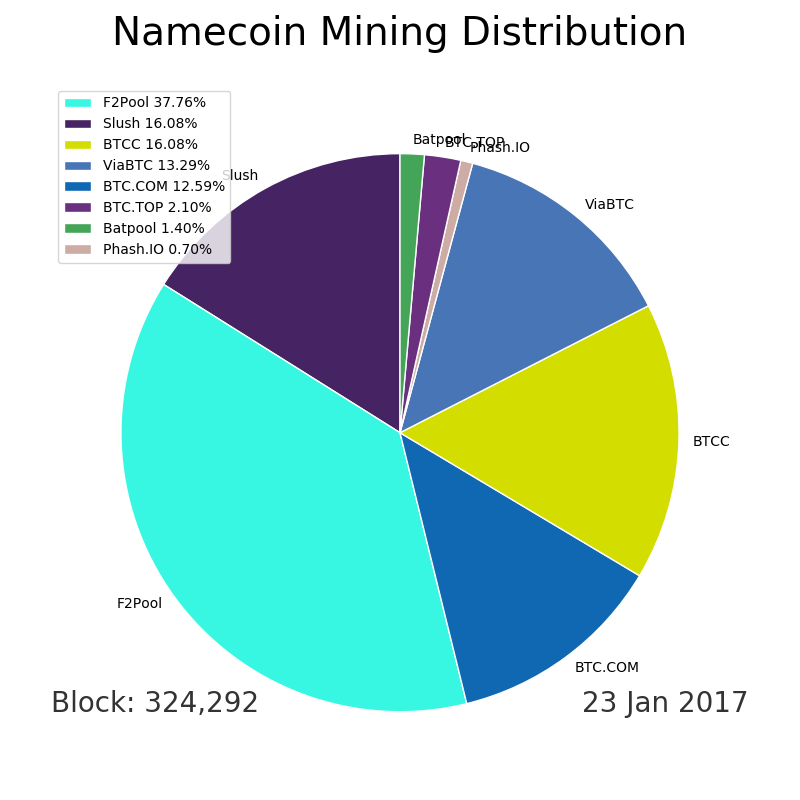 Namecoin Mining Distribution
F2Pool 37.76%
Slush 16.08%
BTCC 16.08%
ViaBTC 13.29%
BTC.COM 12.59%
BTC.TOP 2.10%
Batpool 1.40%
Phash.IO 0.70%
Batpool
BTC.TOP
Phash.IO
Slush
ViaBTC
BTCC
F2Pool
BTC.COM
Block: 324,292
23 Jan 2017